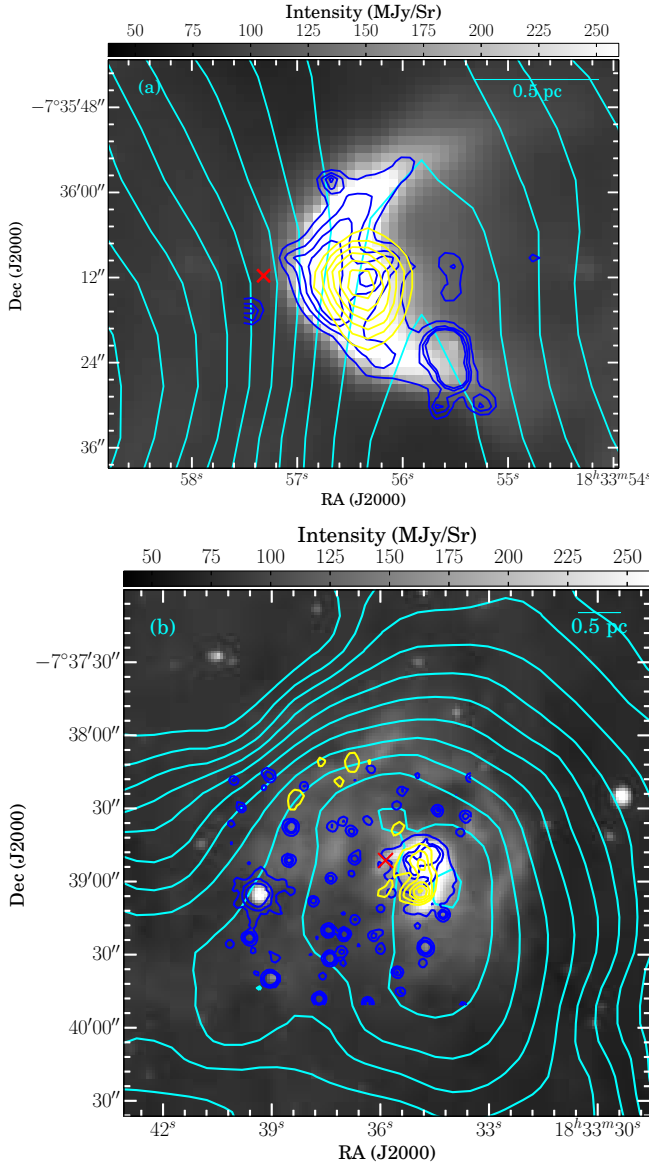 Intensity (MJy/Sr)
50 75 100 125 150 175 200 225 250
(a)
0.5 pc
−7°35′48″
36′00″
12″
24″
36″
Dec (J2000)
58ˢ 57ˢ 56ˢ 55ˢ 18ʰ33ᵐ54ˢ
RA (J2000)
Intensity (MJy/Sr)
50 75 100 125 150 175 200 225 250
(b)
0.5 pc
−7°37′30″
38′00″
30″
39′00″
30″
40′00″
30″
Dec (J2000)
42ˢ 39ˢ 36ˢ 33ˢ 18ʰ33ᵐ30ˢ
RA (J2000)